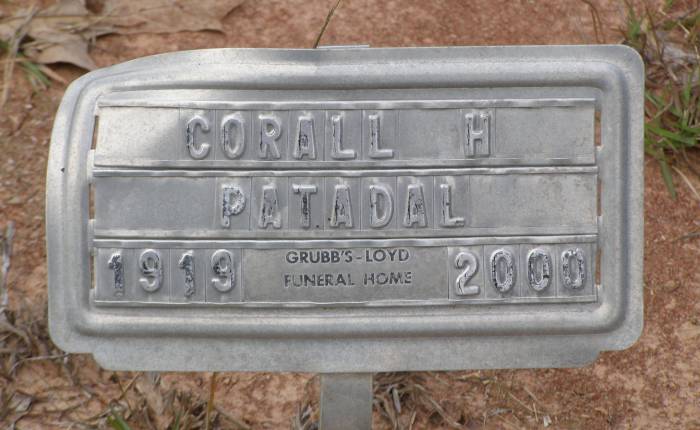 CORALL H
PATADAL
1919 GRUBB'S-LOYD FUNERAL HOME 2000